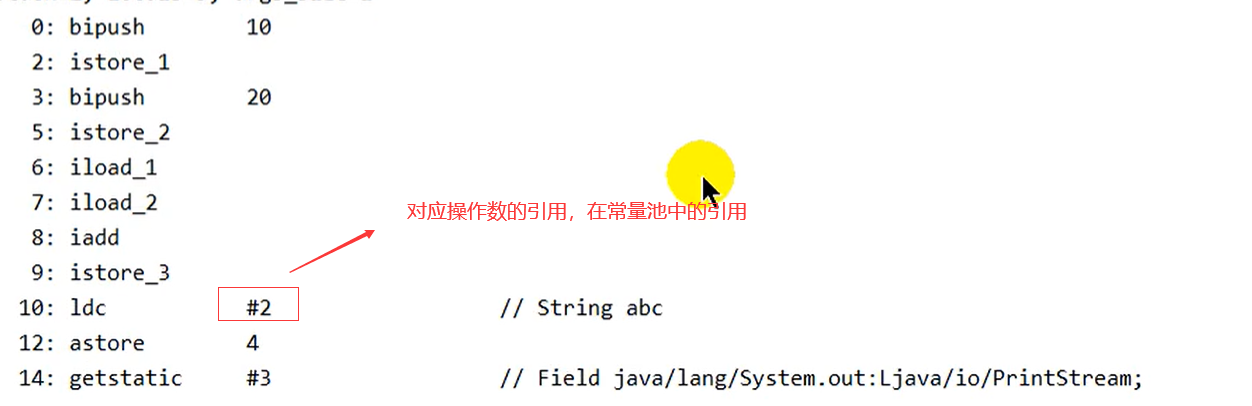 0: bipush 10
2: istore_1
3: bipush 20
5: istore_2
6: iload_1
7: iload_2
对应操作数的引用，在常量池中的引用
8: iadd
9: istore_3
10: ldc #2 // String abc
12: astore 4
14: getstatic #3 // Field java/lang/System.out:Ljava/io/PrintStream;